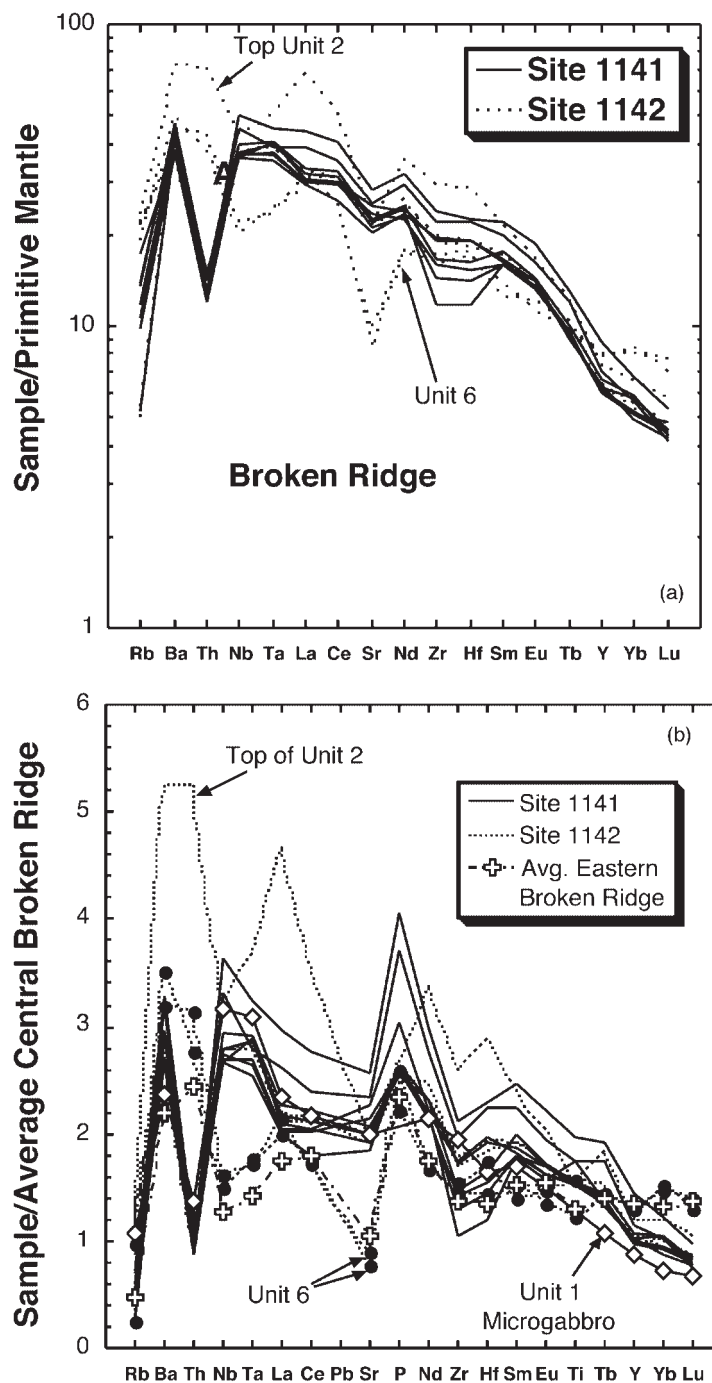 100
Top Unit 2
Site 1141
Site 1142
Sample/Primitive Mantle
10
Unit 6
Broken Ridge
1
(a)
Rb Ba Th Nb Ta La Ce Sr Nd Zr Hf Sm Eu Tb Y Yb Lu
6
(b)
Top of Unit 2
5
Site 1141
Site 1142
Avg. Eastern
Broken Ridge
Sample/Average Central Broken Ridge
4
3
2
1
Unit 6
Unit 1
Microgabbro
0
Rb Ba Th Nb Ta La Ce Pb Sr P Nd Zr Hf Sm Eu Ti Tb Y Yb Lu